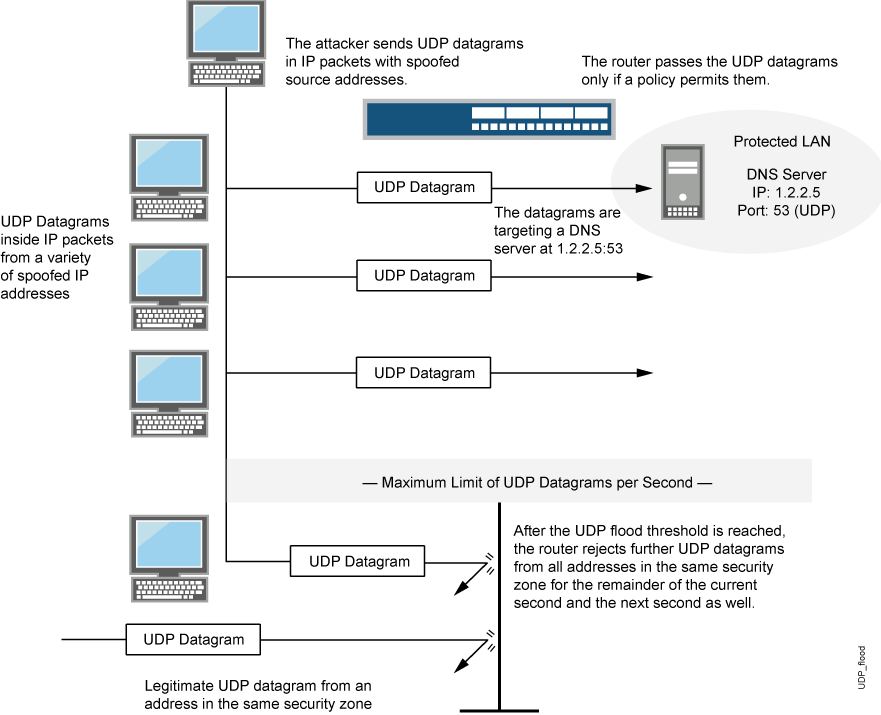 The attacker sends UDP datagrams
in IP packets with spoofed
source addresses.
The router passes the UDP datagrams
only if a policy permits them.
Protected LAN
DNS Server
IP: 1.2.2.5
Port: 53 (UDP)
UDP Datagram
The datagrams are
targeting a DNS
server at 1.2.2.5:53
UDP Datagrams
inside IP packets
from a variety
of spoofed IP
addresses
UDP Datagram
UDP Datagram
— Maximum Limit of UDP Datagrams per Second —
After the UDP flood threshold is reached,
the router rejects further UDP datagrams
from all addresses in the same security
zone for the remainder of the current
second and the next second as well.
UDP Datagram
UDP Datagram
Legitimate UDP datagram from an
address in the same security zone
UDP_flood